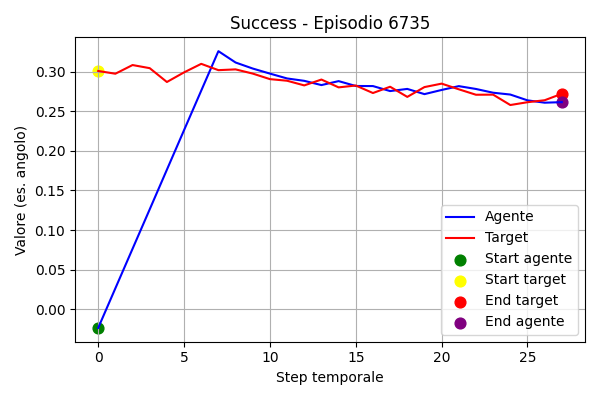 Success - Episodio 6735
Valore (es. angolo)
0.30
0.25
0.20
0.15
0.10
0.05
0.00
0
5
10
15
20
25
Step temporale
Agente
Target
Start agente
Start target
End target
End agente